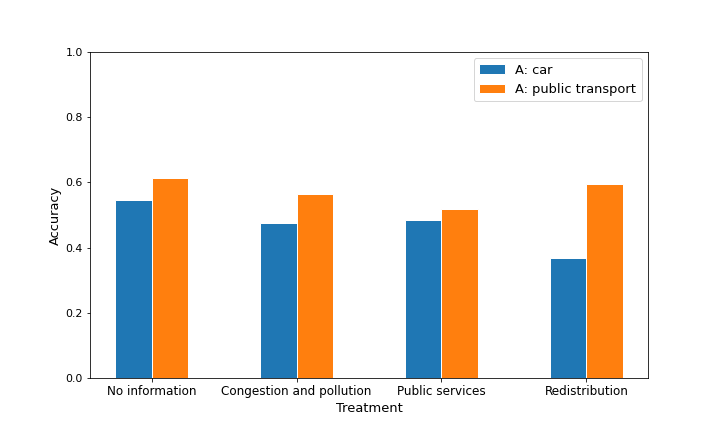 1.0
0.8
0.6
0.4
0.2
0.0
Accuracy
A: car
A: public transport
No information
Congestion and pollution
Public services
Redistribution
Treatment